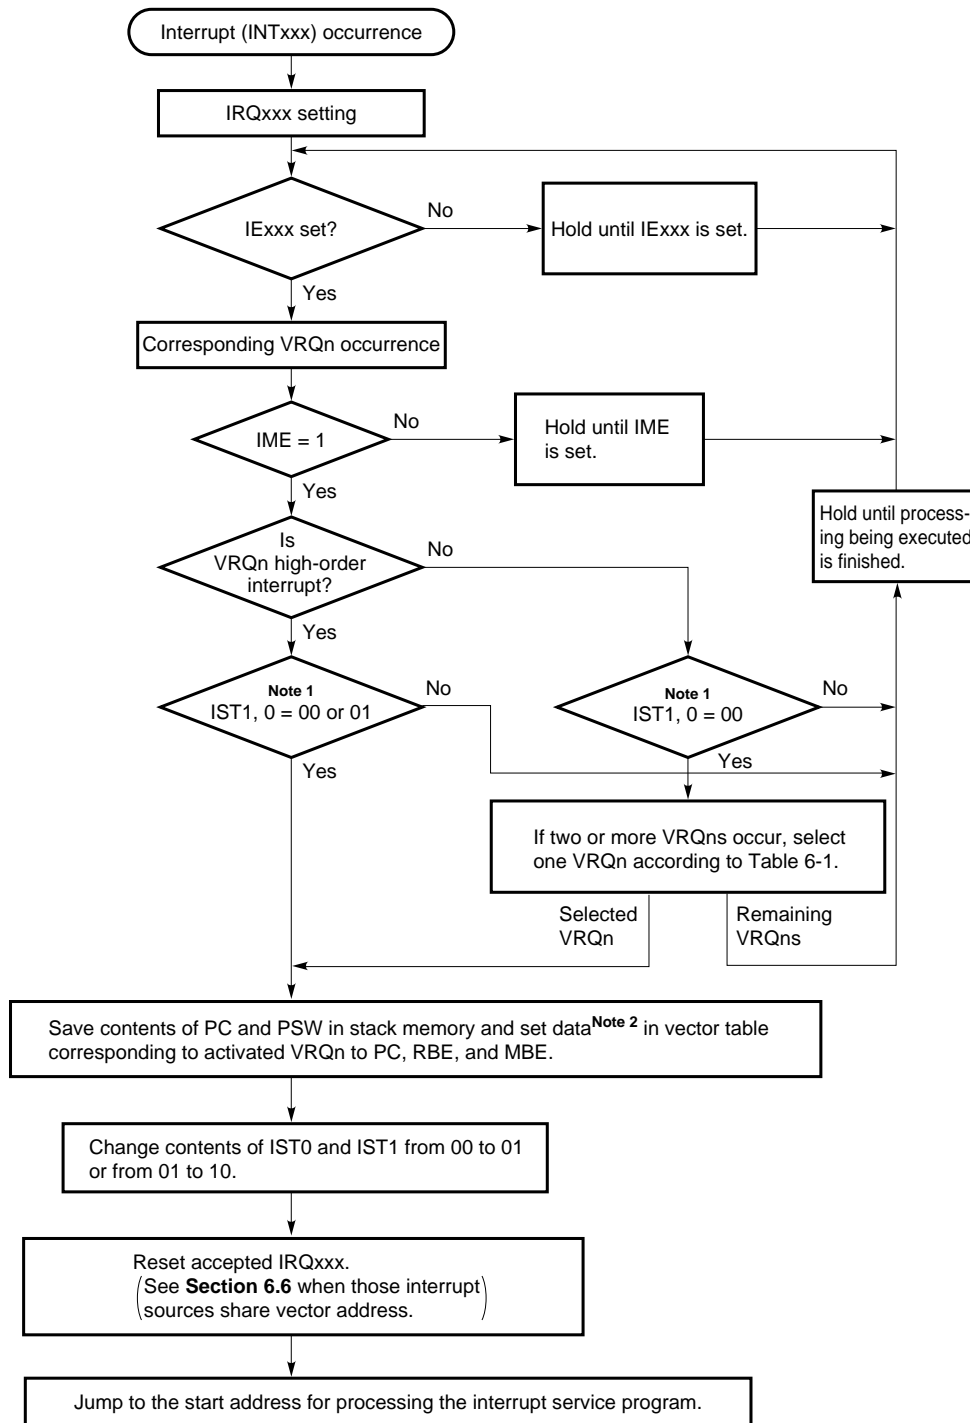 Interrupt (INTxxx) occurrence
IRQxxx setting
IExxx set?
No
Hold until IExxx is set.
Yes
Corresponding VRQn occurrence
IME = 1
No
Hold until IME
is set.
Yes
Hold until process-
ing being executed
is finished.
Is
VRQn high-order
interrupt?
No
Yes
Note 1
IST1, 0 = 00 or 01
No
Note 1
IST1, 0 = 00
No
Yes
Yes
If two or more VRQns occur, select
one VRQn according to Table 6-1.
Selected
VRQn
Remaining
VRQns
Save contents of PC and PSW in stack memory and set dataNote 2 in vector table
corresponding to activated VRQn to PC, RBE, and MBE.
Change contents of IST0 and IST1 from 00 to 01
or from 01 to 10.
Reset accepted IRQxxx.
(See Section 6.6 when those interrupt
sources share vector address.)
Jump to the start address for processing the interrupt service program.